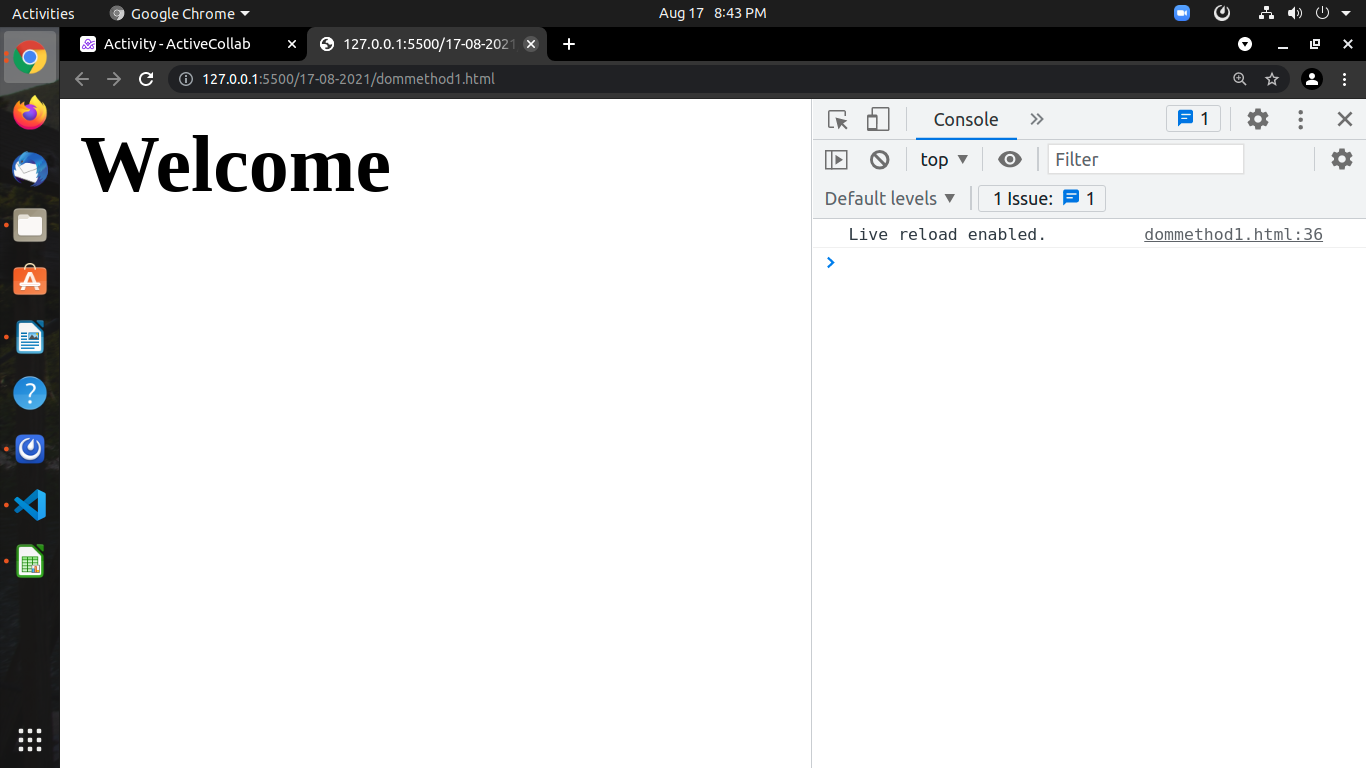 Activities
Google Chrome
Aug 17 8:43 PM
Activity - ActiveCollab
127.0.0.1:5500/17-08-2021
127.0.0.1:5500/17-08-2021/dommethod1.html
Welcome
Console
1
top
Filter
Default levels
1 Issue: 1
Live reload enabled.
dommethod1.html:36